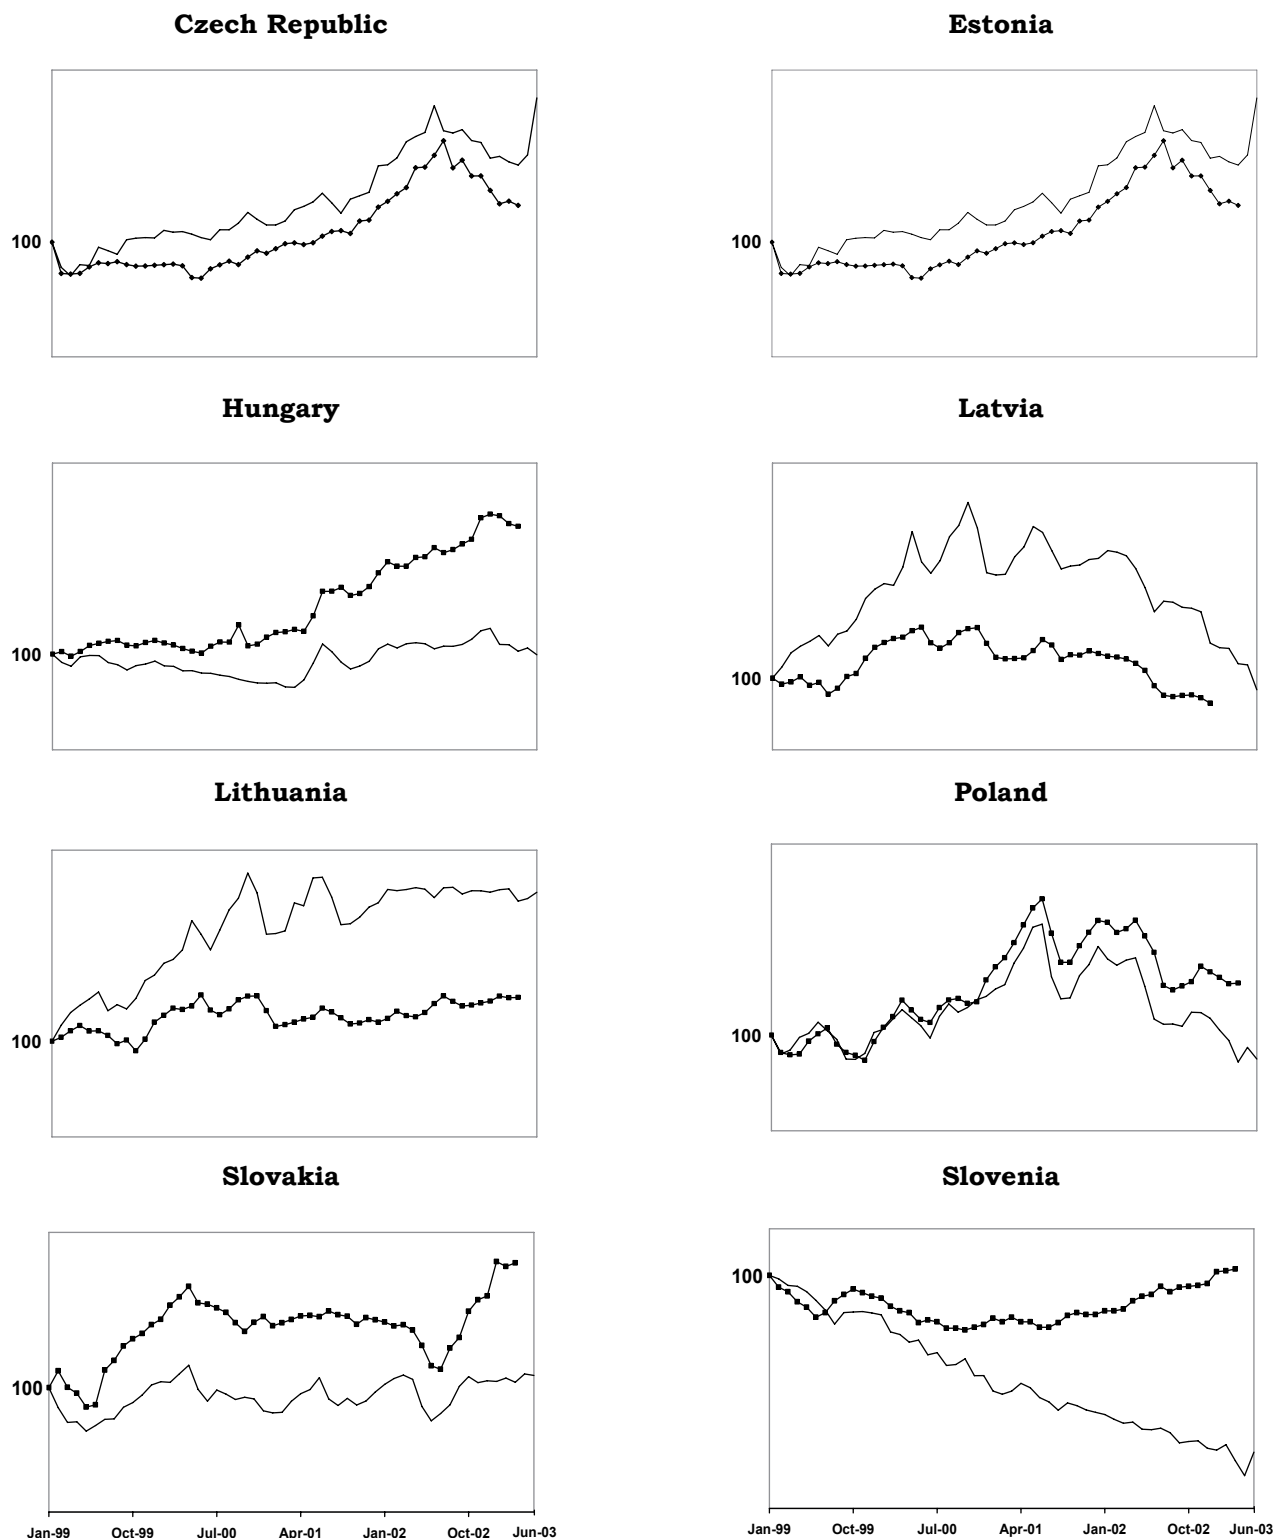 Czech Republic
Estonia
100
100
Hungary
Latvia
100
100
Lithuania
Poland
100
100
Slovakia
Slovenia
100
100
Jan-99 Oct-99 Jul-00 Apr-01 Jan-02 Oct-02 Jun-03
Jan-99 Oct-99 Jul-00 Apr-01 Jan-02 Oct-02 Jun-03